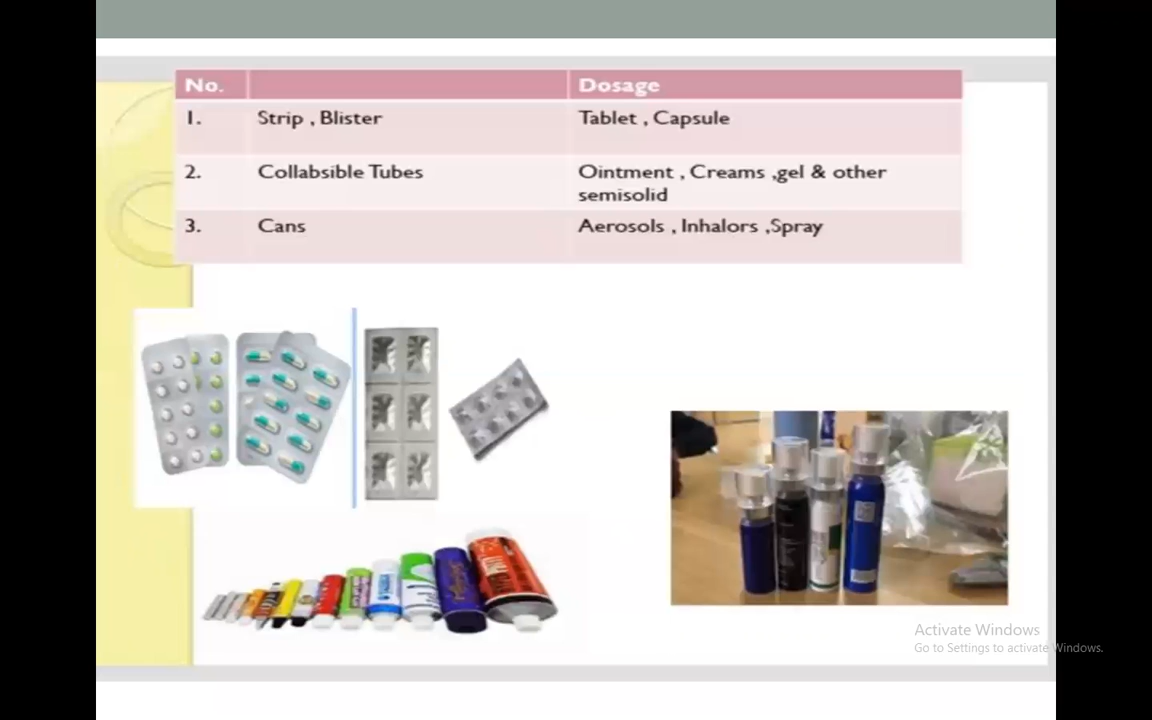 No.
Dosage
1.
Strip , Blister
Tablet , Capsule
2.
Collabsible Tubes
Ointment , Creams ,gel & other
semisolid
3.
Cans
Aerosols , Inhalors ,Spray
Activate Windows
Go to Settings to activate Windows.